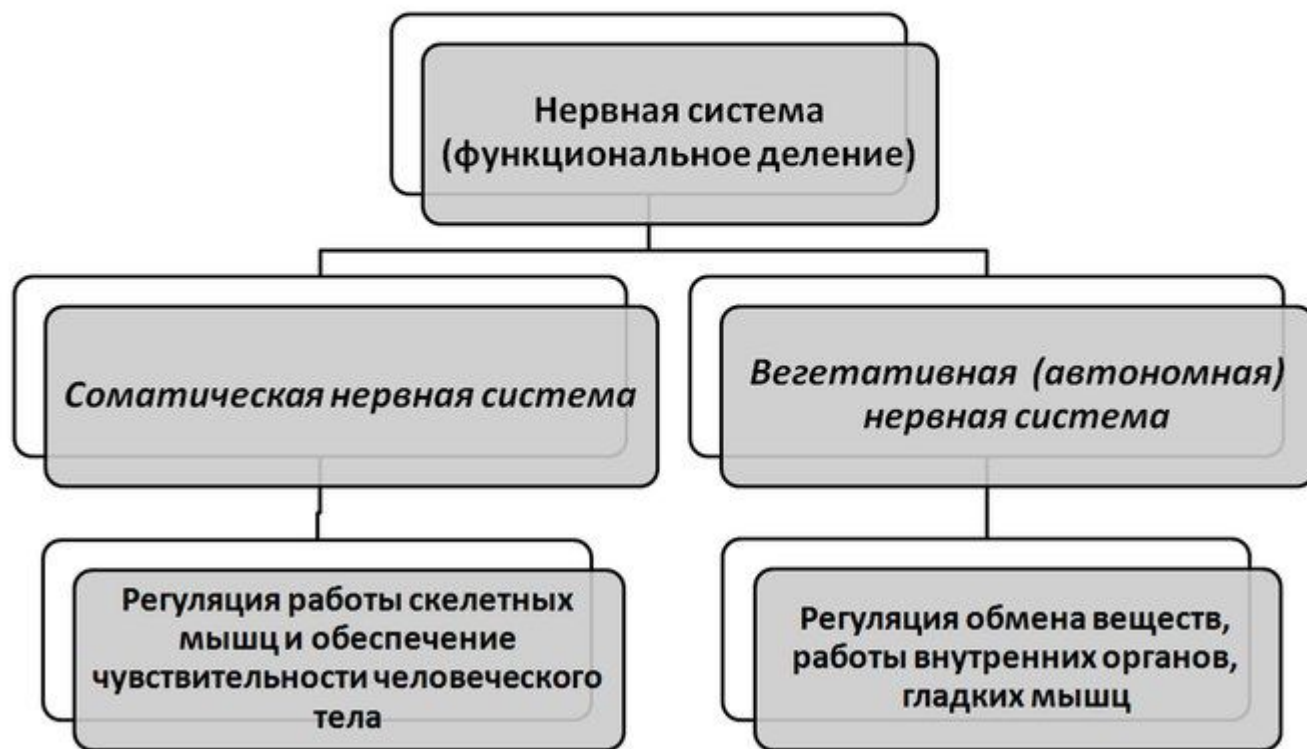 Нервная система
(функциональное деление)
Соматическая нервная система
Вегетативная (автономная)
нервная система
Регуляция работы скелетных
мышц и обеспечение
чувствительности человеческого
тела
Регуляция обмена веществ,
работы внутренних органов,
гладких мышц